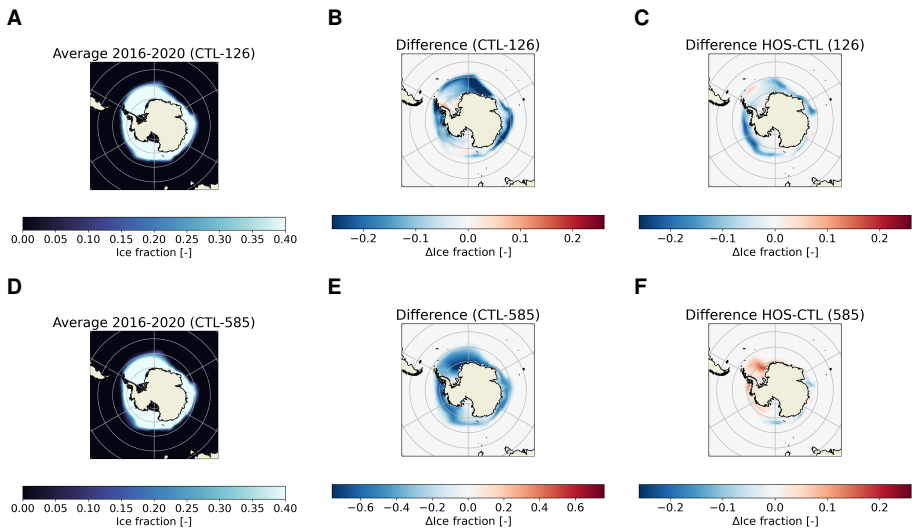 A
B
C
Average 2016-2020 (CTL-126)
Difference (CTL-126)
Difference HOS-CTL (126)
0.00 0.05 0.10 0.15 0.20 0.25 0.30 0.35 0.40
Ice fraction [-]
−0.2 −0.1 0.0 0.1 0.2
ΔIce fraction [-]
−0.2 −0.1 0.0 0.1 0.2
ΔIce fraction [-]
D
E
F
Average 2016-2020 (CTL-585)
Difference (CTL-585)
Difference HOS-CTL (585)
0.00 0.05 0.10 0.15 0.20 0.25 0.30 0.35 0.40
Ice fraction [-]
−0.6 −0.4 −0.2 0.0 0.2 0.4 0.6
ΔIce fraction [-]
−0.2 −0.1 0.0 0.1 0.2
ΔIce fraction [-]